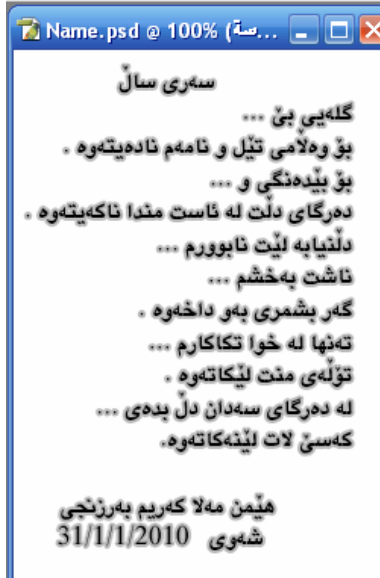 Name.psd @ 100% (سة...
سەری ساڵ
گلەیی بێ ...
بۆ وەڵامی تێل و نامەم نادەیتەوە .
بۆ بێدەنگی و ...
دەرگای دڵت لە ئاست مندا ناکەیتەوە .
دڵنیابە لێت نابوورم ...
ناشت بەخشم ...
گەر بشمری بەو داخەوە .
تەنها لە خوا تکاکارم ...
تۆڵەی منت لێکاتەوە .
لە دەرگای سەدان دڵ بدەی ...
کەسێ لات لێنەکاتەوە.
هێمن مەلا کەریم بەرزنجی
شەوی 31/1/1/2010